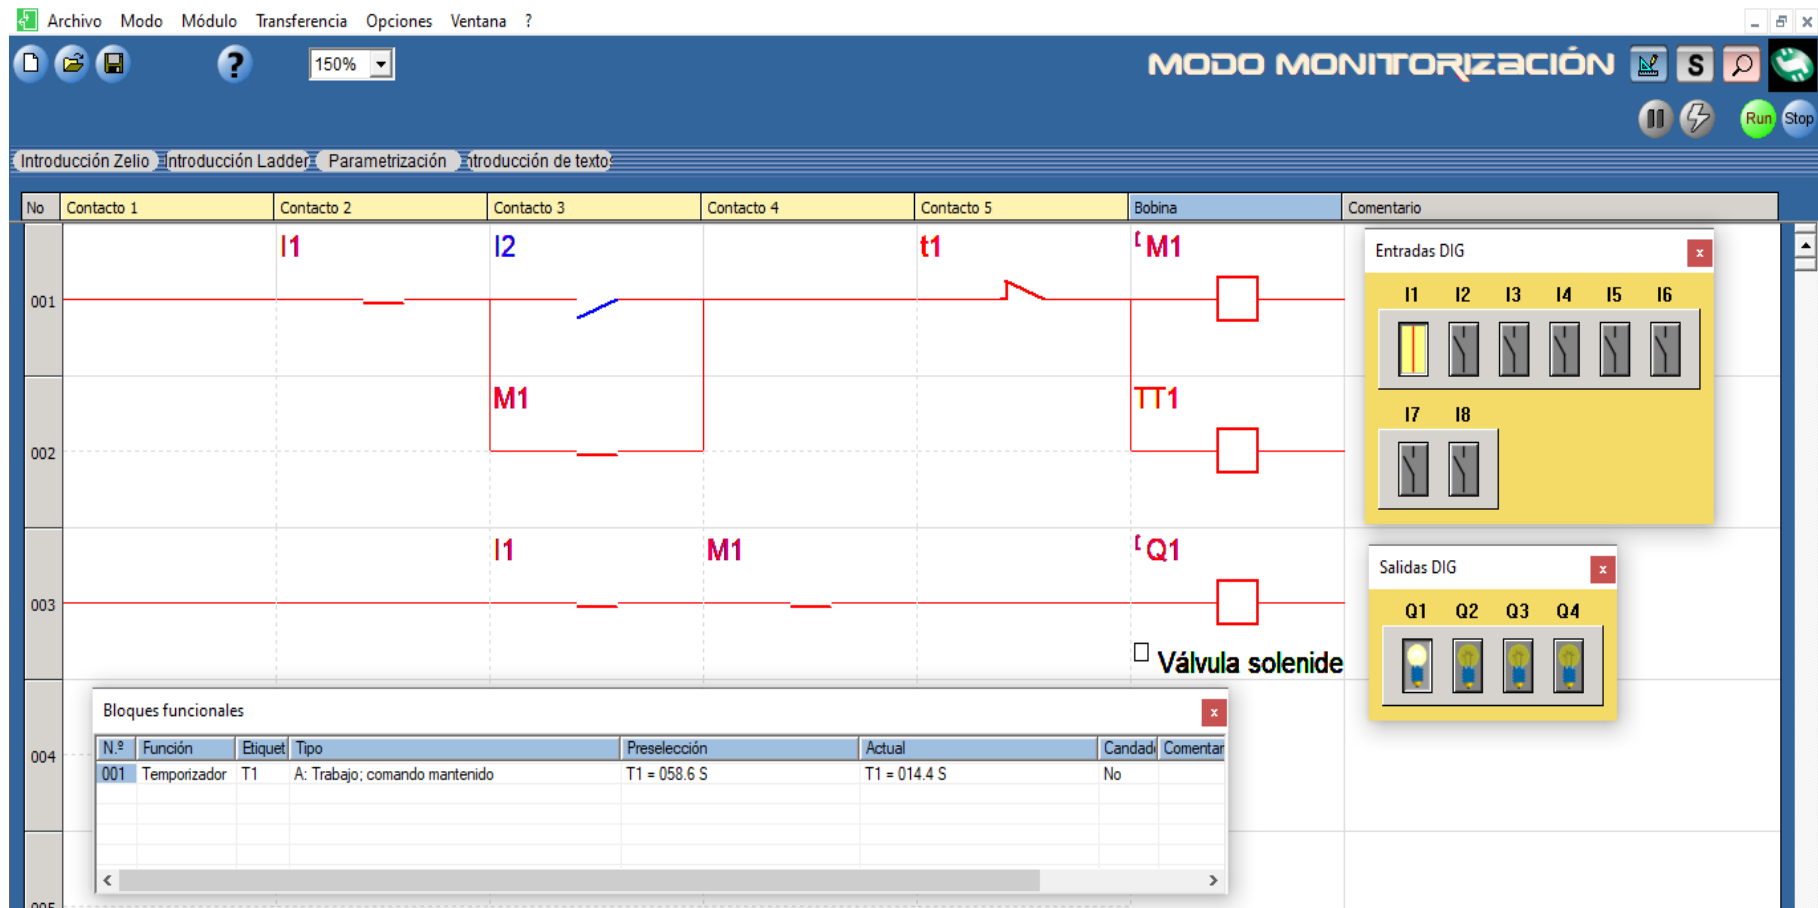 Archivo Modo Módulo Transferencia Opciones Ventana ?
150%
MODO MONITORIZACIÓN
S
Run Stop
Introducción Zelio Introducción Ladder Parametrización ntroducción de textos
No Contacto 1 Contacto 2 Contacto 3 Contacto 4 Contacto 5 Bobina Comentario
I1 I2 t1 [ M1
001
M1 TT1
002
I1 M1 [ Q1
003
Válvula solenide
004
005
Entradas DIG
I1 I2 I3 I4 I5 I6
I7 I8
Salidas DIG
Q1 Q2 Q3 Q4
Bloques funcionales
N.º Función Etiquet Tipo Preselección Actual Candado Comentar
001 Temporizador T1 A: Trabajo; comando mantenido T1 = 058.6 S T1 = 014.4 S No